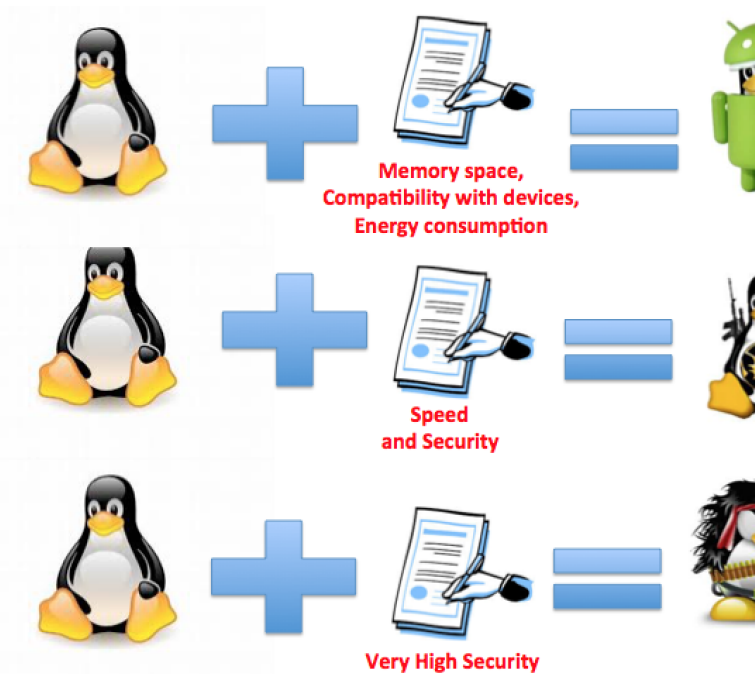 Memory space,
Compatibility with devices,
Energy consumption
Speed
and Security
Very High Security